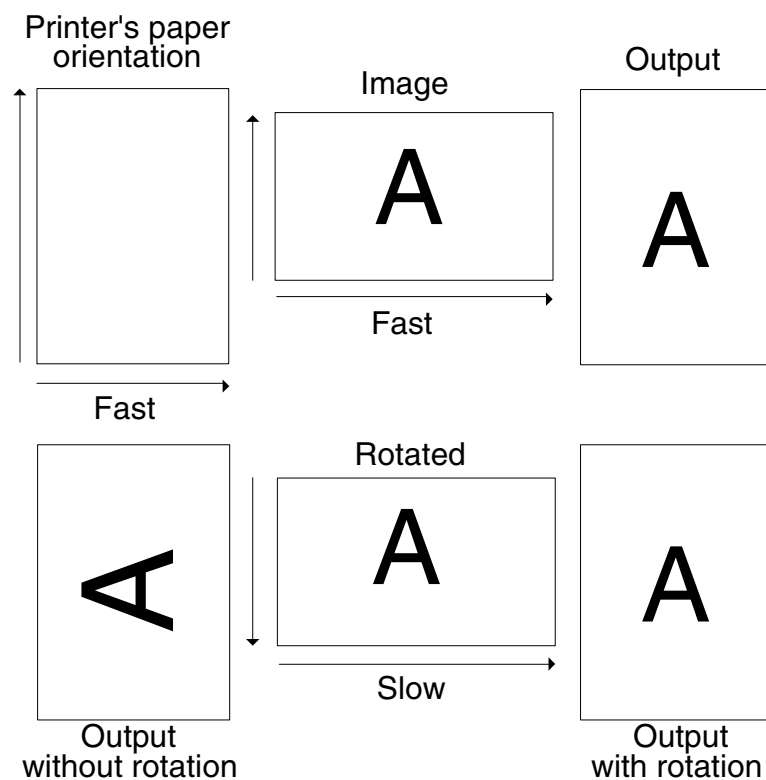 Printer's paper
orientation
Image
Output
A
A
Fast
Fast
Rotated
A
A
A
Slow
Output
without rotation
Output
with rotation